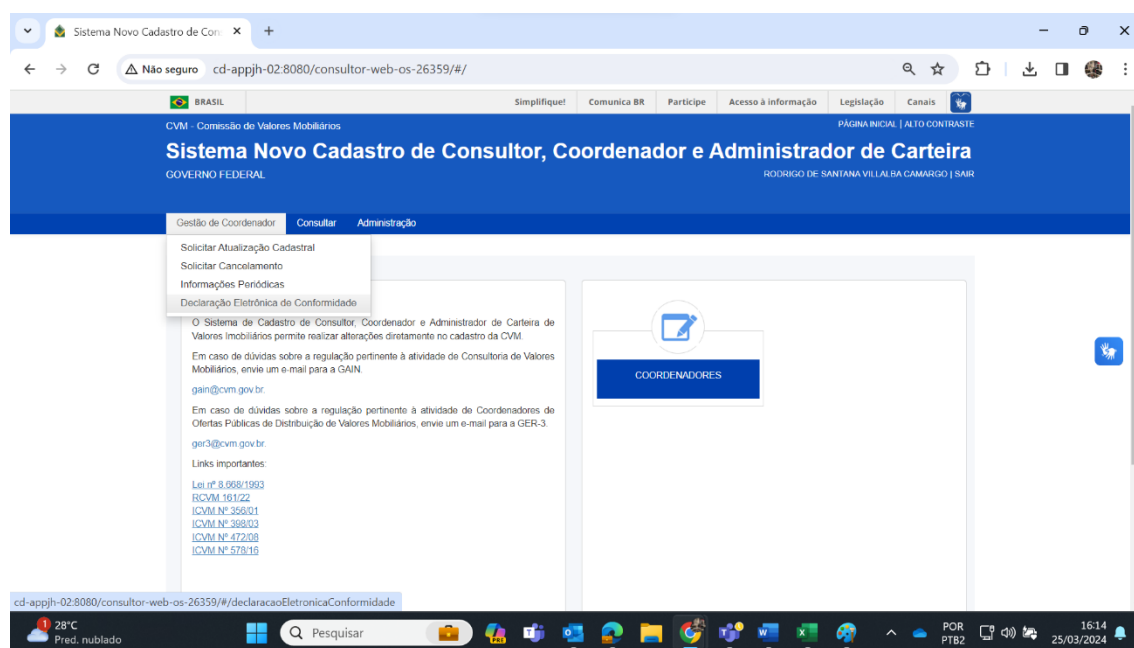 Sistema Novo Cadastro de Con
Não seguro
cd-appjh-02:8080/consultor-web-os-26359/#/
BRASIL
Simplifique!
Comunica BR
Participe
Acesso à informação
Legislação
Canais
CVM - Comissão de Valores Mobiliários
PÁGINA INICIAL | ALTO CONTRASTE
Sistema Novo Cadastro de Consultor, Coordenador e Administrador de Carteira
GOVERNO FEDERAL
RODRIGO DE SANTANA VILLALBA CAMARGO | SAIR
Gestão de Coordenador
Consultar
Administração
Solicitar Atualização Cadastral
Solicitar Cancelamento
Informações Periódicas
Declaração Eletrônica de Conformidade
O Sistema de Cadastro de Consultor, Coordenador e Administrador de Carteira de
Valores Imobiliários permite realizar alterações diretamente no cadastro da CVM.
Em caso de dúvidas sobre a regulação pertinente à atividade de Consultoria de Valores
Mobiliários, envie um e-mail para a GAIN.
gain@cvm.gov.br.
Em caso de dúvidas sobre a regulação pertinente à atividade de Coordenadores de
Ofertas Públicas de Distribuição de Valores Mobiliários, envie um e-mail para a GER-3.
ger3@cvm.gov.br.
Links importantes:
Lei nº 8.668/1993
RCVM 161/22
ICVM Nº 356/01
ICVM Nº 398/03
ICVM Nº 472/08
ICVM Nº 578/16
COORDENADORES
cd-appjh-02:8080/consultor-web-os-26359/#/declaracaoEletronicaConformidade
1
28°C
Pred. nublado
Pesquisar
PRE
POR
PTB2
16:14
25/03/2024